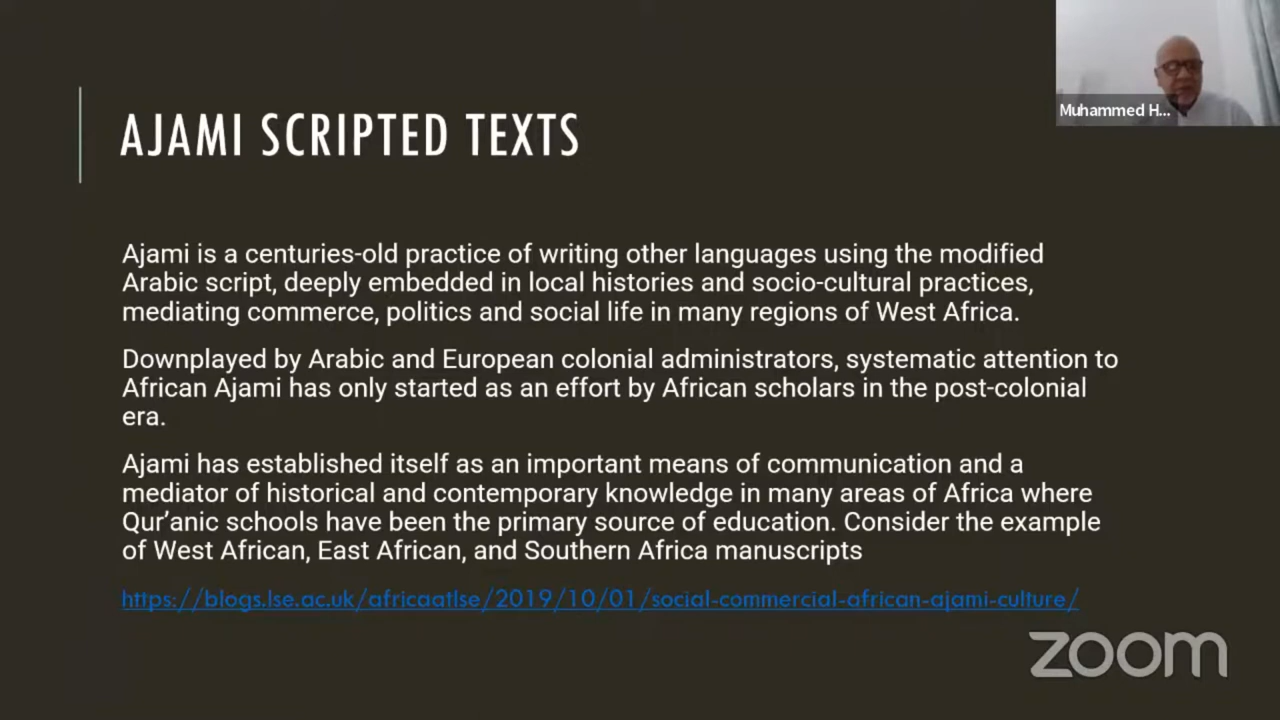 Muhammed H...
AJAMI SCRIPTED TEXTS
Ajami is a centuries-old practice of writing other languages using the modified
Arabic script, deeply embedded in local histories and socio-cultural practices,
mediating commerce, politics and social life in many regions of West Africa.
Downplayed by Arabic and European colonial administrators, systematic attention to
African Ajami has only started as an effort by African scholars in the post-colonial
era.
Ajami has established itself as an important means of communication and a
mediator of historical and contemporary knowledge in many areas of Africa where
Qur’anic schools have been the primary source of education. Consider the example
of West African, East African, and Southern Africa manuscripts
https://blogs.lse.ac.uk/africaatlse/2019/10/01/social-commercial-african-ajami-culture/
zoom